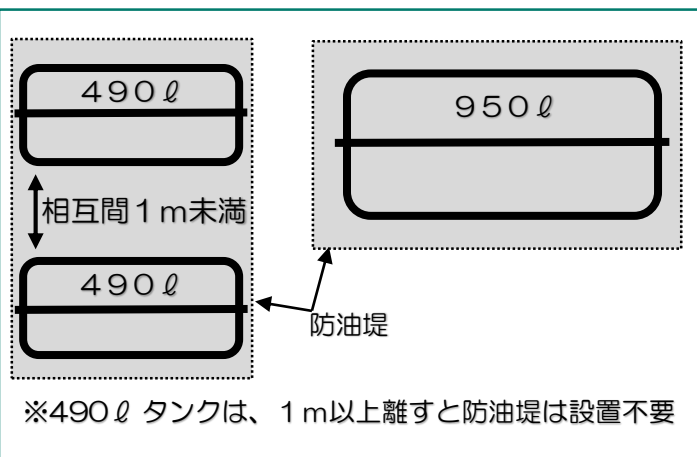 490ℓ
相互間1m未満
490ℓ
950ℓ
防油堤
※490ℓ タンクは、1m以上離すと防油堤は設置不要